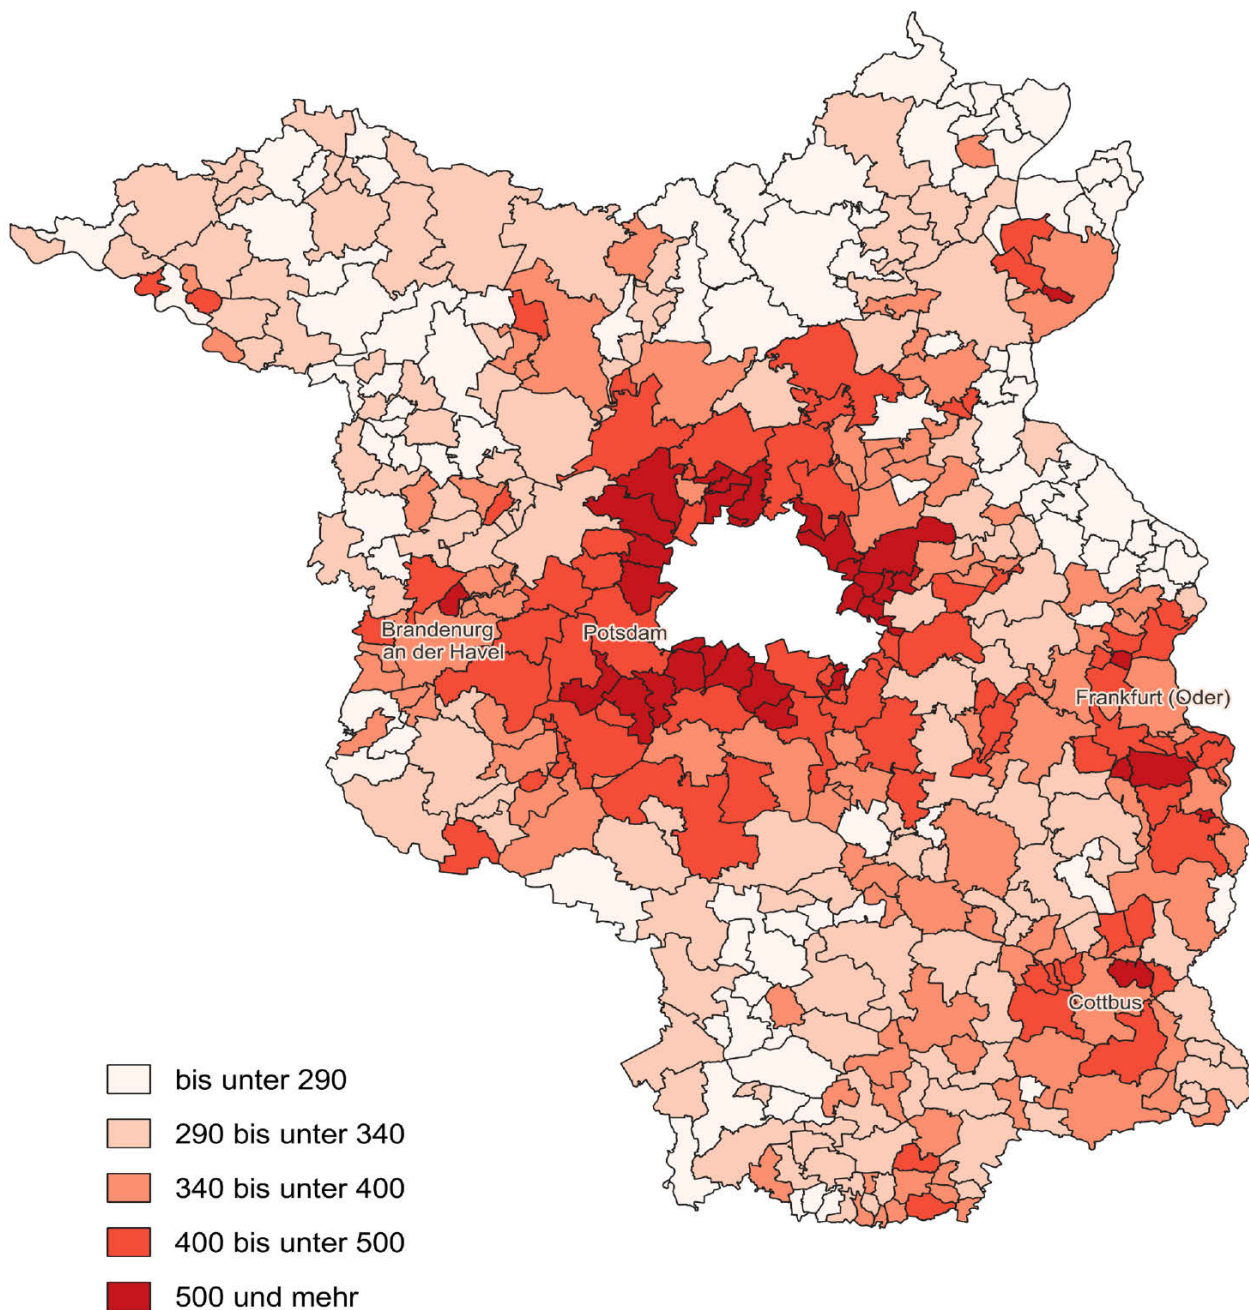 Brandenurg
an der Havel
Potsdam
Frankfurt (Oder)
Cottbus
bis unter 290
290 bis unter 340
340 bis unter 400
400 bis unter 500
500 und mehr